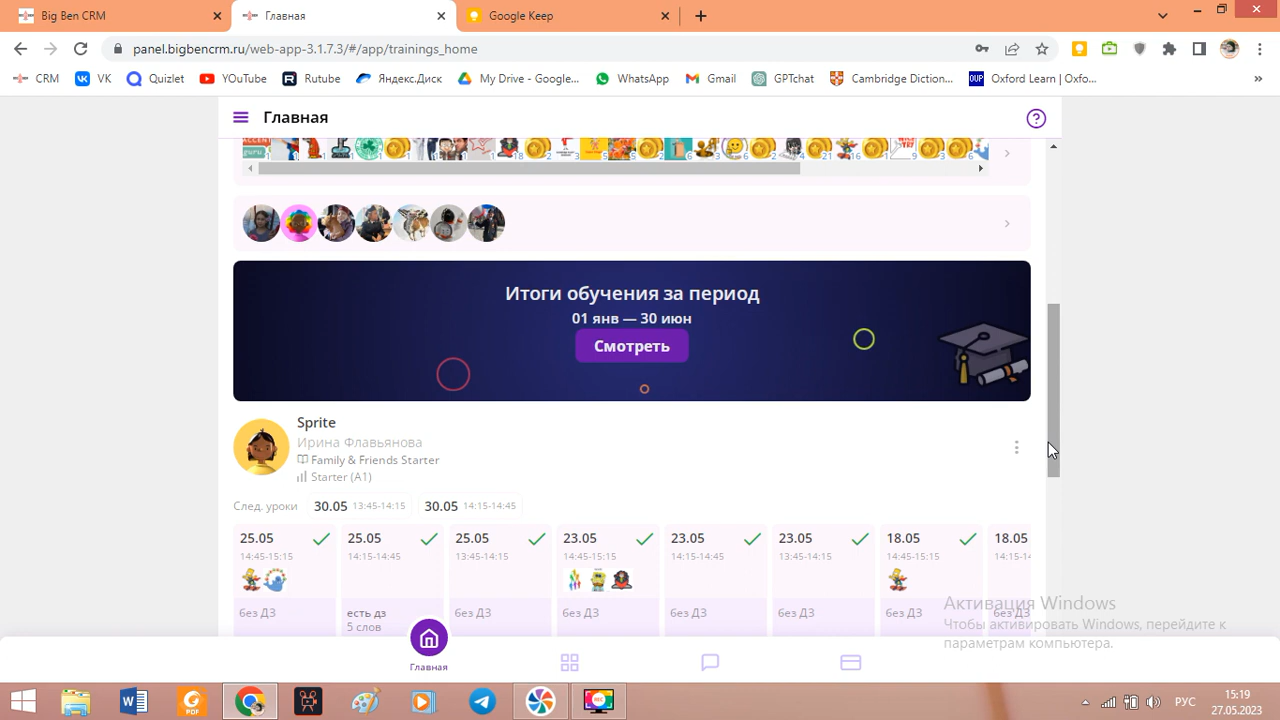 Big Ben CRM
Главная
Google Keep
panel.bigbencrm.ru/web-app-3.1.7.3/#/app/trainings_home
CRM VK Quizlet YouTube Rutube Яндекс.Диск My Drive - Google... WhatsApp Gmail GPTchat Cambridge Diction... OUP Oxford Learn | Oxfo... »
Главная
Итоги обучения за период
01 янв — 30 июн
Смотреть
Sprite
Ирина Флавьянова
Family & Friends Starter
Starter (A1)
След. уроки 30.05 13:45-14:15 30.05 14:15-14:45
25.05 25.05 25.05 23.05 23.05 23.05 18.05 18.05
14:45-15:15 14:15-14:45 13:45-14:15 14:45-15:15 14:15-14:45 13:45-14:15 14:45-15:15 14:15-1
без ДЗ есть дз без ДЗ без ДЗ без ДЗ без ДЗ без ДЗ без ДЗ
5 слов
Активация Windows
Чтобы активировать Windows, перейдите к
параметрам компьютера.
Главная
РУС
15:19
27.05.2023